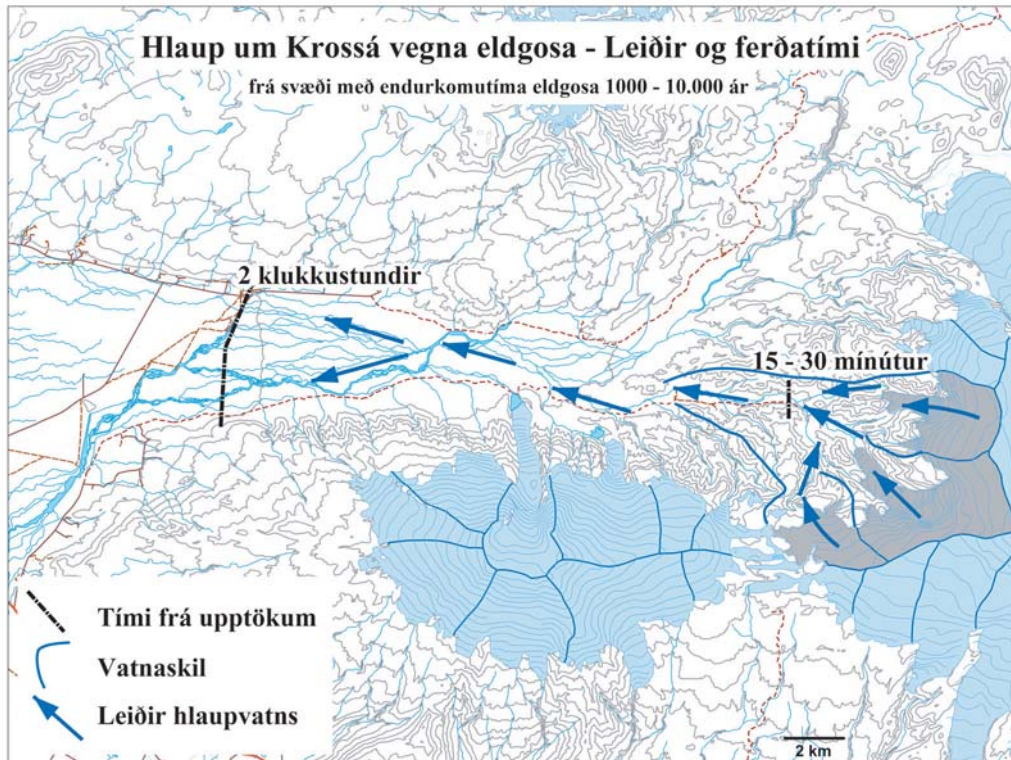 Hlaup um Krossá vegna eldgosa - Leiðir og ferðatími
frá svæði með endurkomutíma eldgosa 1000 - 10.000 ár
2 klukkustundir
15 - 30 mínútur
Tími frá upptökum
Vatnaskil
Leiðir hlaupvatns
2 km